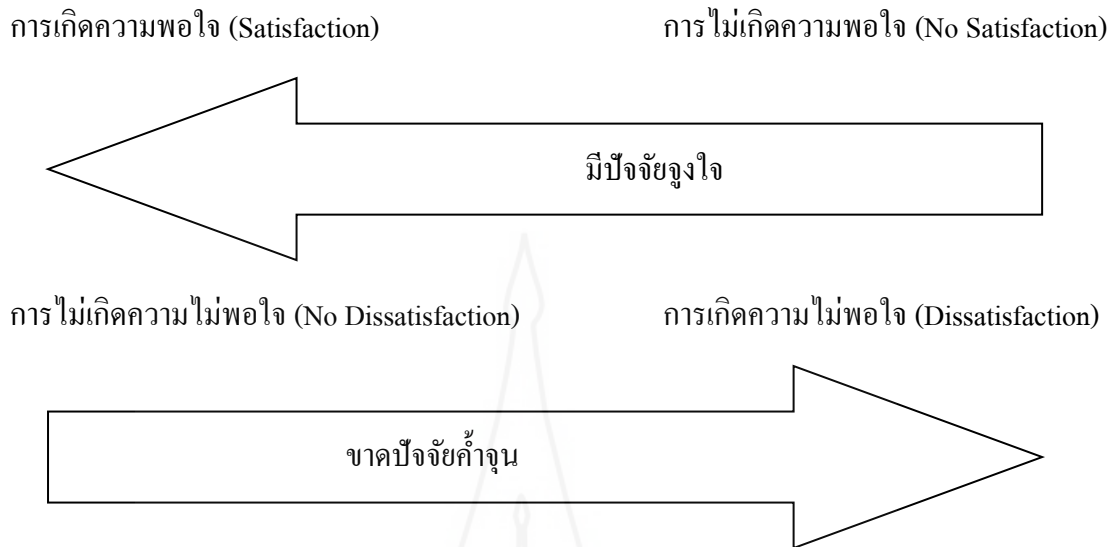 การเกิดความพอใจ (Satisfaction) การไม่เกิดความพอใจ (No Satisfaction)
มีปัจจัยจูงใจ
การไม่เกิดความไม่พอใจ (No Dissatisfaction) การเกิดความไม่พอใจ (Dissatisfaction)
ขาดปัจจัยค้ำจุน